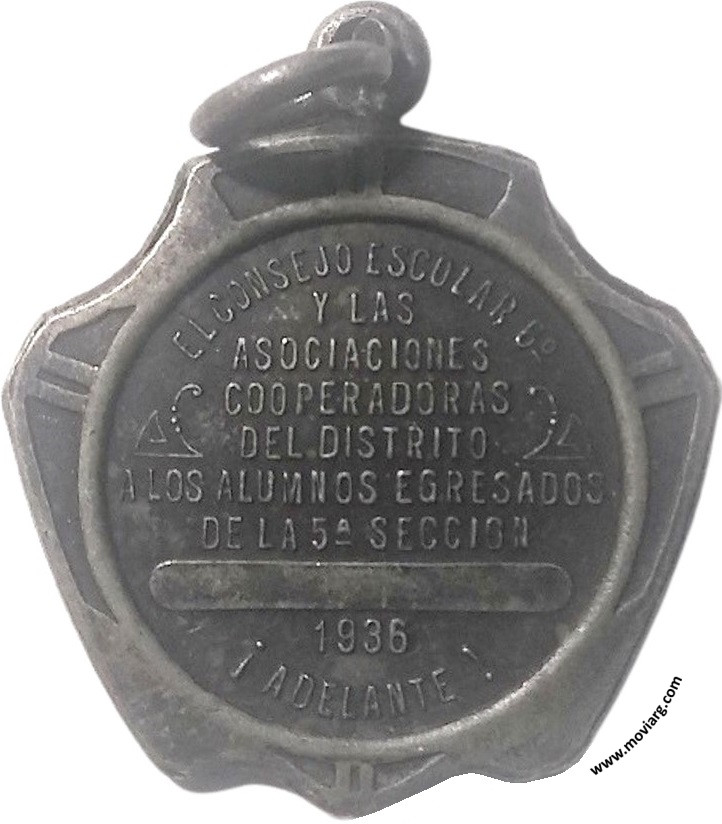 EL CONSEJO ESCOLAR 6º
Y LAS
ASOCIACIONES
COOPERADORAS
DEL DISTRITO
A LOS ALUMNOS EGRESADOS
DE LA 5ª SECCION
1936
¡ADELANTE!
www.moviarg.com